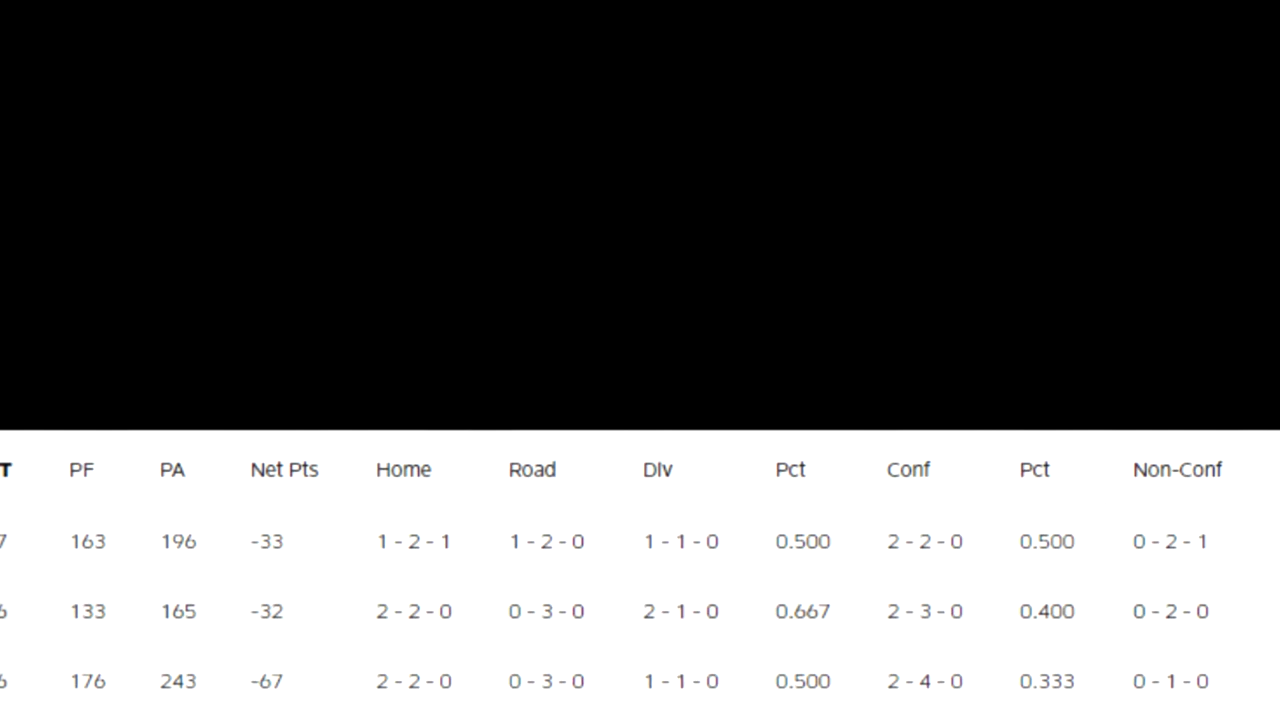 T PF PA Net Pts Home Road Div Pct Conf Pct Non-Conf
7 163 196 -33 1 - 2 - 1 1 - 2 - 0 1 - 1 - 0 0.500 2 - 2 - 0 0.500 0 - 2 - 1
6 133 165 -32 2 - 2 - 0 0 - 3 - 0 2 - 1 - 0 0.667 2 - 3 - 0 0.400 0 - 2 - 0
6 176 243 -67 2 - 2 - 0 0 - 3 - 0 1 - 1 - 0 0.500 2 - 4 - 0 0.333 0 - 1 - 0